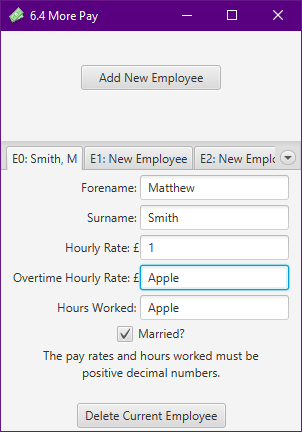 6.4 More Pay
Add New Employee
E0: Smith, M
E1: New Employee
E2: New Emplo
Forename: Matthew
Surname: Smith
Hourly Rate: £ 1
Overtime Hourly Rate: £ Apple
Hours Worked: Apple
Married?
The pay rates and hours worked must be
positive decimal numbers.
Delete Current Employee